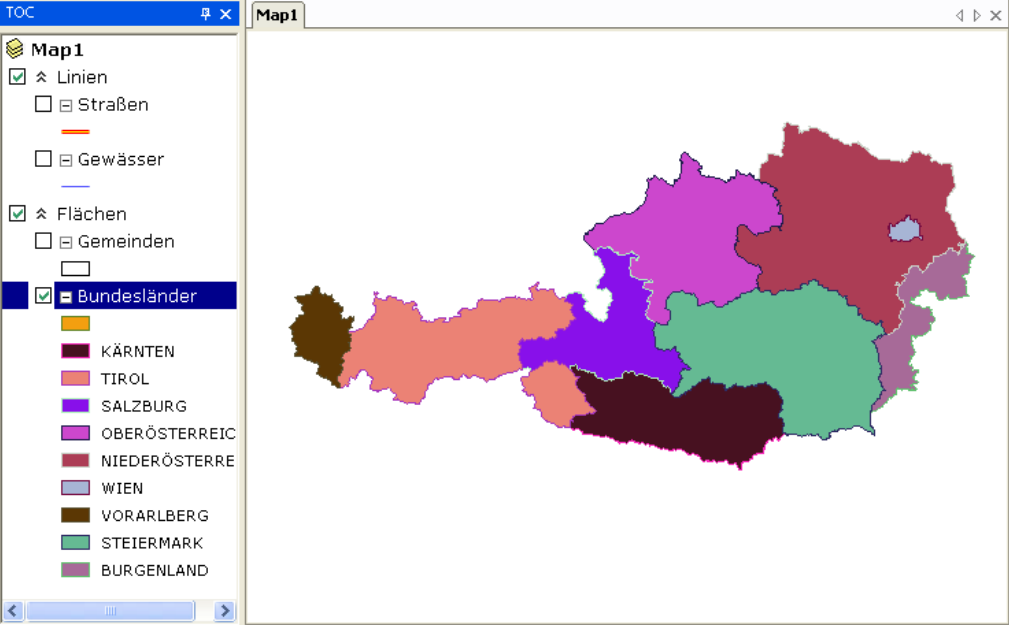 TOC
Map1
Linien
Straßen
Gewässer
Flächen
Gemeinden
Bundesländer
KÄRNTEN
TIROL
SALZBURG
OBERÖSTERREIC
NIEDERÖSTERRE
WIEN
VORARLBERG
STEIERMARK
BURGENLAND
Map1